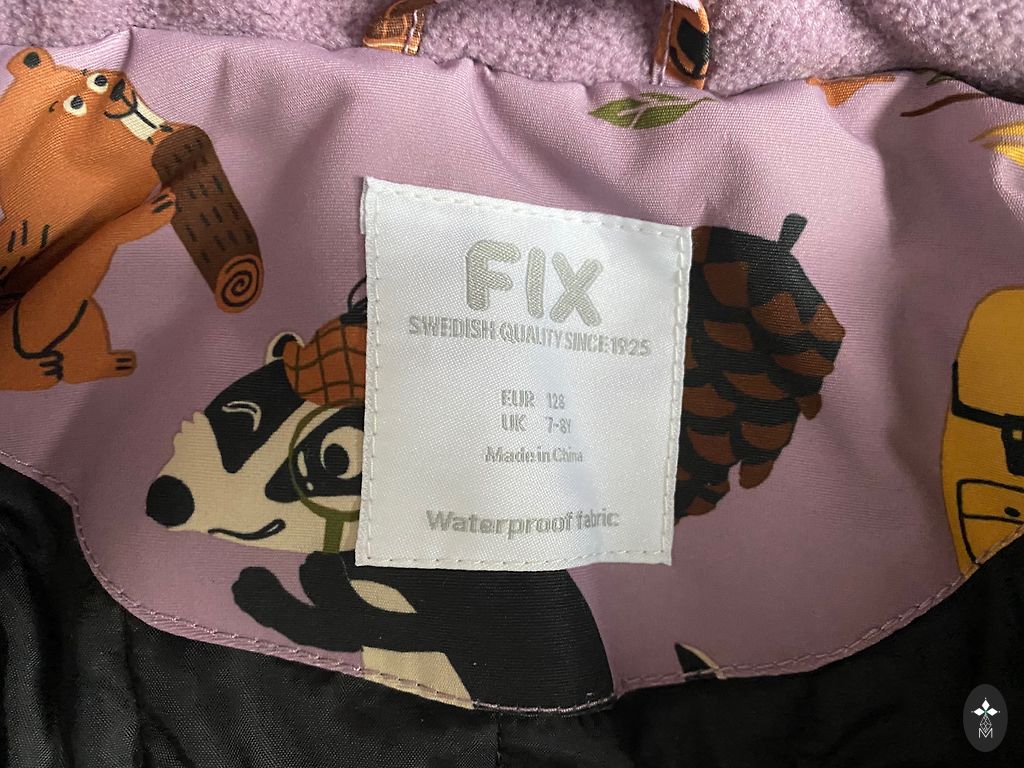 FIX
SWEDISH QUALITY SINCE 1925
EUR 128
UK 7-8Y
Made in China
Waterproof fabric
M